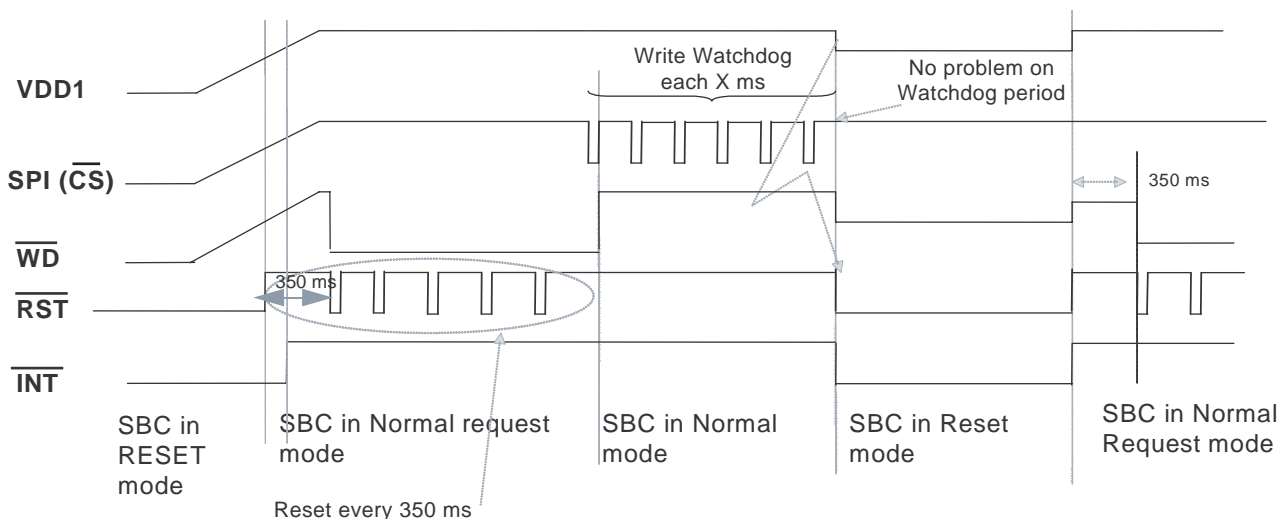 VDD1
Write Watchdog
each X ms
No problem on
Watchdog period
SPI (CS)
350 ms
WD
350 ms
RST
INT
SBC in
RESET
mode
SBC in Normal request
mode
SBC in Normal
mode
SBC in Reset
mode
SBC in Normal
Request mode
Reset every 350 ms